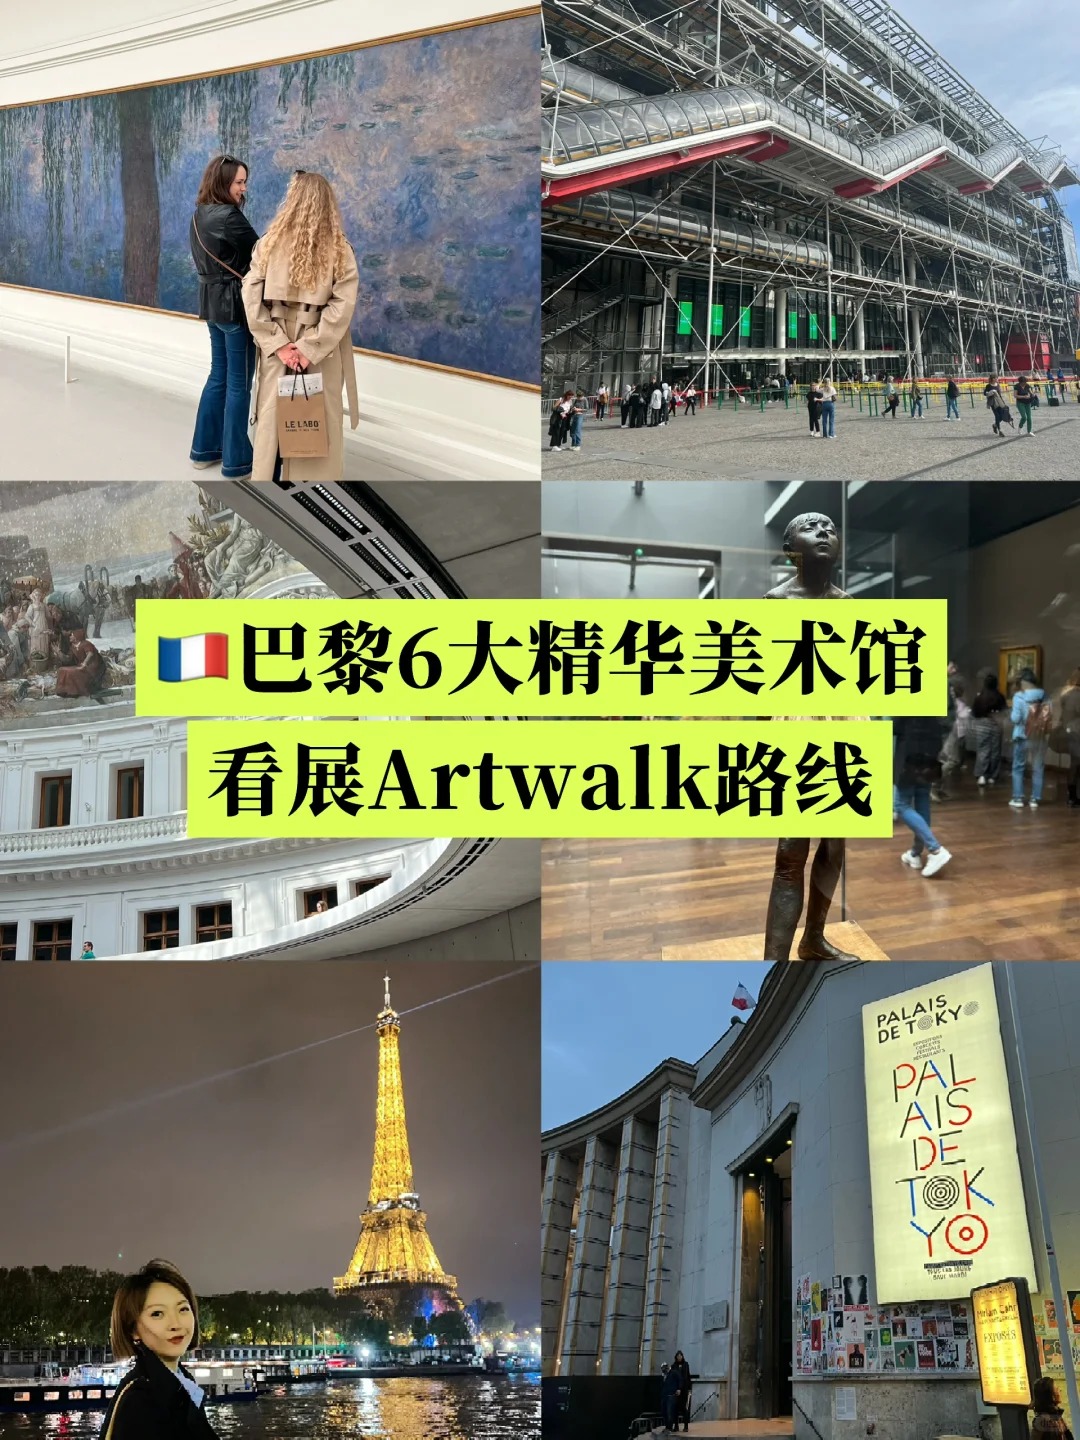 巴黎6大精华美术馆
看展Artwalk路线
LE LABO
PALAIS
DE TOKYO
PAL
AIS
DE
TOK
YO
EXPOSITIONS